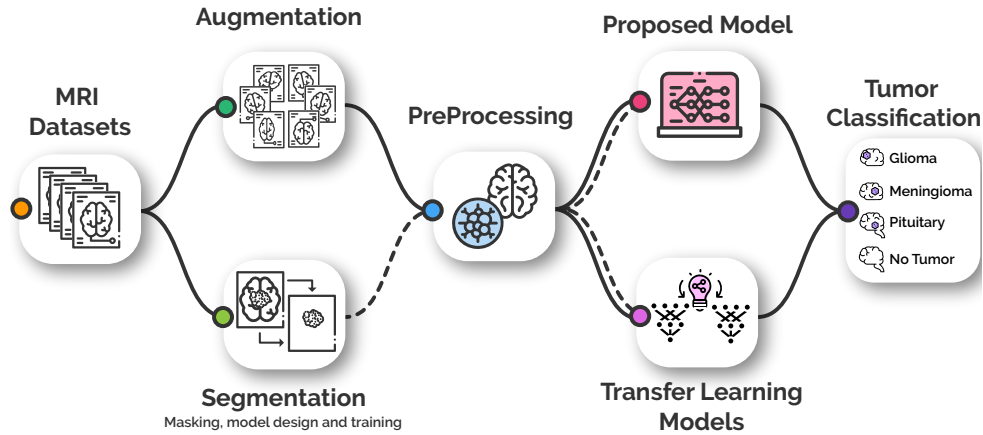 Augmentation
Proposed Model
MRI
Datasets
PreProcessing
Tumor
Classification
Glioma
Meningioma
Pituitary
No Tumor
Segmentation
Masking, model design and training
Transfer Learning
Models